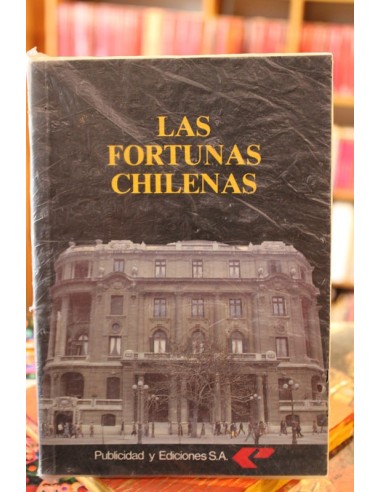 LAS
FORTUNAS
CHILENAS
Publicidad y Ediciones S.A.